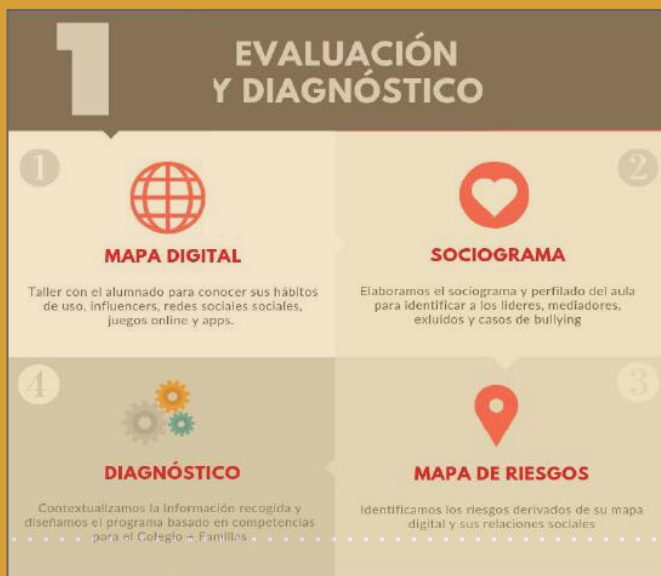 1
EVALUACIÓN
Y DIAGNÓSTICO
1
MAPA DIGITAL
Taller con el alumnado para conocer sus hábitos
de uso, influencers, redes sociales sociales,
juegos online y apps.
2
SOCIOGRAMA
Elaboramos el sociograma y perfilado del aula
para identificar a los líderes, mediadores,
exluidos y casos de bullying
3
MAPA DE RIESGOS
Identificamos los riesgos derivados de su mapa
digital y sus relaciones sociales
4
DIAGNÓSTICO
Contextualizamos la información recogida y
diseñamos el programa basado en competencias
para el Colegio + Familias